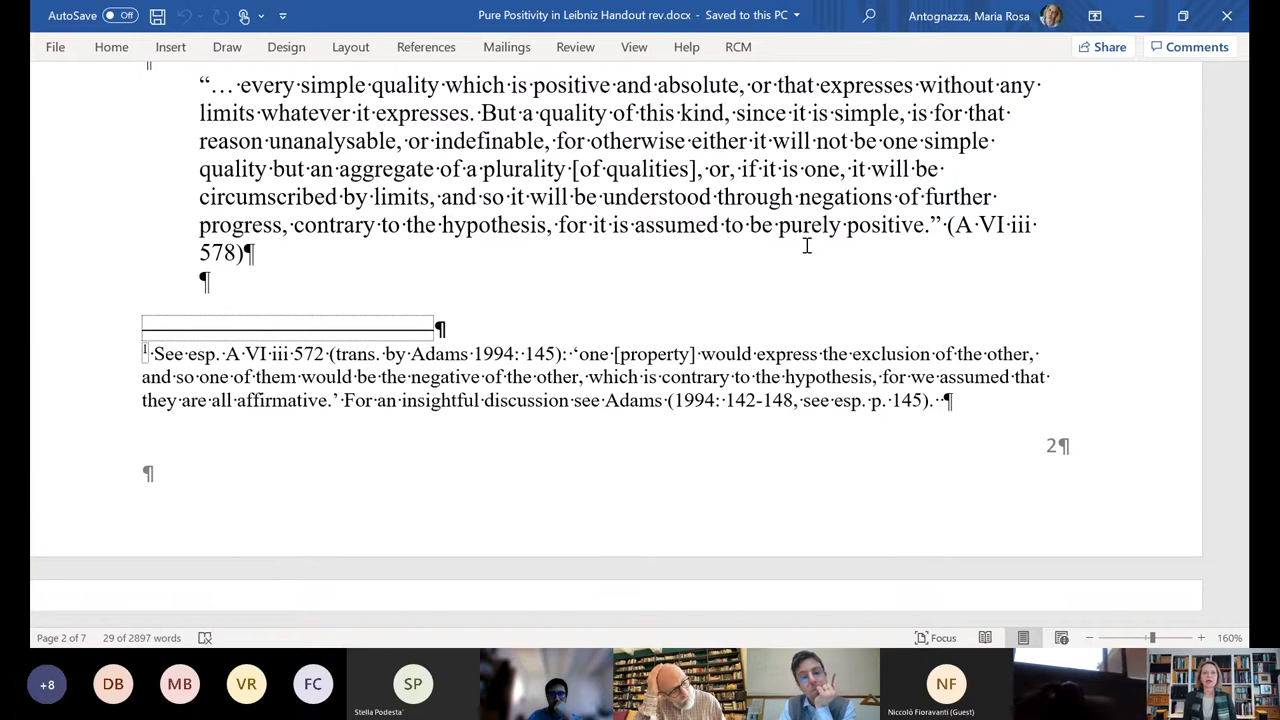 AutoSave Off Pure Positivity in Leibniz Handout rev.docx - Saved to this PC Antognazza, Maria Rosa
File Home Insert Draw Design Layout References Mailings Review View Help RCM Share Comments
¶
“… every simple quality which is positive and absolute, or that expresses without any
limits whatever it expresses. But a quality of this kind, since it is simple, is for that
reason unanalysable, or indefinable, for otherwise either it will not be one simple
quality but an aggregate of a plurality [of qualities], or, if it is one, it will be
circumscribed by limits, and so it will be understood through negations of further
progress, contrary to the hypothesis, for it is assumed to be purely positive.” (A VI iii
578)¶
¶
¶
1 See esp. A VI iii 572 (trans. by Adams 1994: 145): ‘one [property] would express the exclusion of the other,
and so one of them would be the negative of the other, which is contrary to the hypothesis, for we assumed that
they are all affirmative.’ For an insightful discussion see Adams (1994: 142-148, see esp. p. 145). ¶
2¶
¶
Page 2 of 7 29 of 2897 words Focus 160%
+8 DB MB VR FC SP NF
Stella Podesta` Niccolò Fioravanti (Guest)